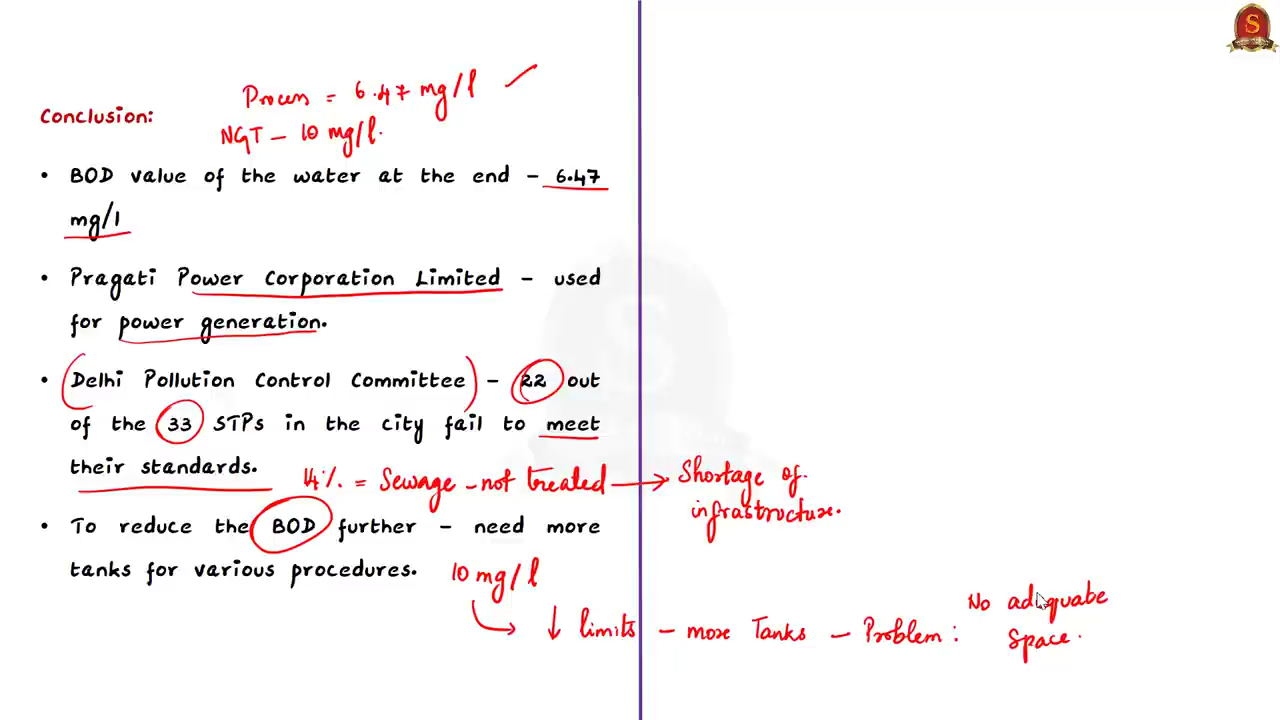 Process = 6.47 mg/l
Conclusion:
NGT - 10 mg/l.
• BOD value of the water at the end - 6.47
mg/l
• Pragati Power Corporation Limited - used
for power generation.
• (Delhi Pollution Control Committee) - 22 out
of the 33 STPs in the city fail to meet
their standards.
14% = Sewage - not treated → Shortage of
infrastructure.
• To reduce the BOD further - need more
tanks for various procedures.
10 mg/l
↓ limits - more Tanks - Problem: No adequate
Space.
S